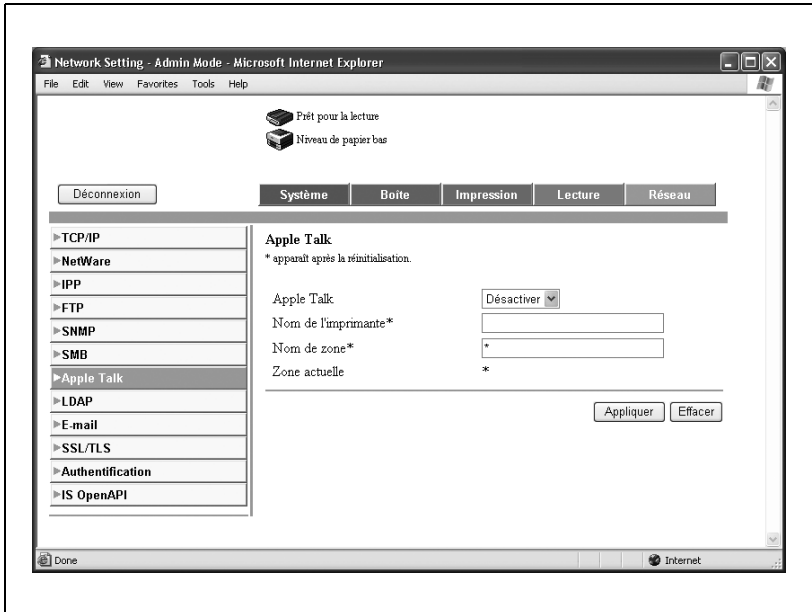 Network Setting - Admin Mode - Microsoft Internet Explorer
File Edit View Favorites Tools Help
Prêt pour la lecture
Niveau de papier bas
Déconnexion
Système Boîte Impression Lecture Réseau
TCP/IP
NetWare
IPP
FTP
SNMP
SMB
Apple Talk
LDAP
E-mail
SSL/TLS
Authentification
IS OpenAPI
Apple Talk
* apparaît après la réinitialisation.
Apple Talk Désactiver
Nom de l'imprimante*
Nom de zone* *
Zone actuelle *
Appliquer Effacer
Done Internet